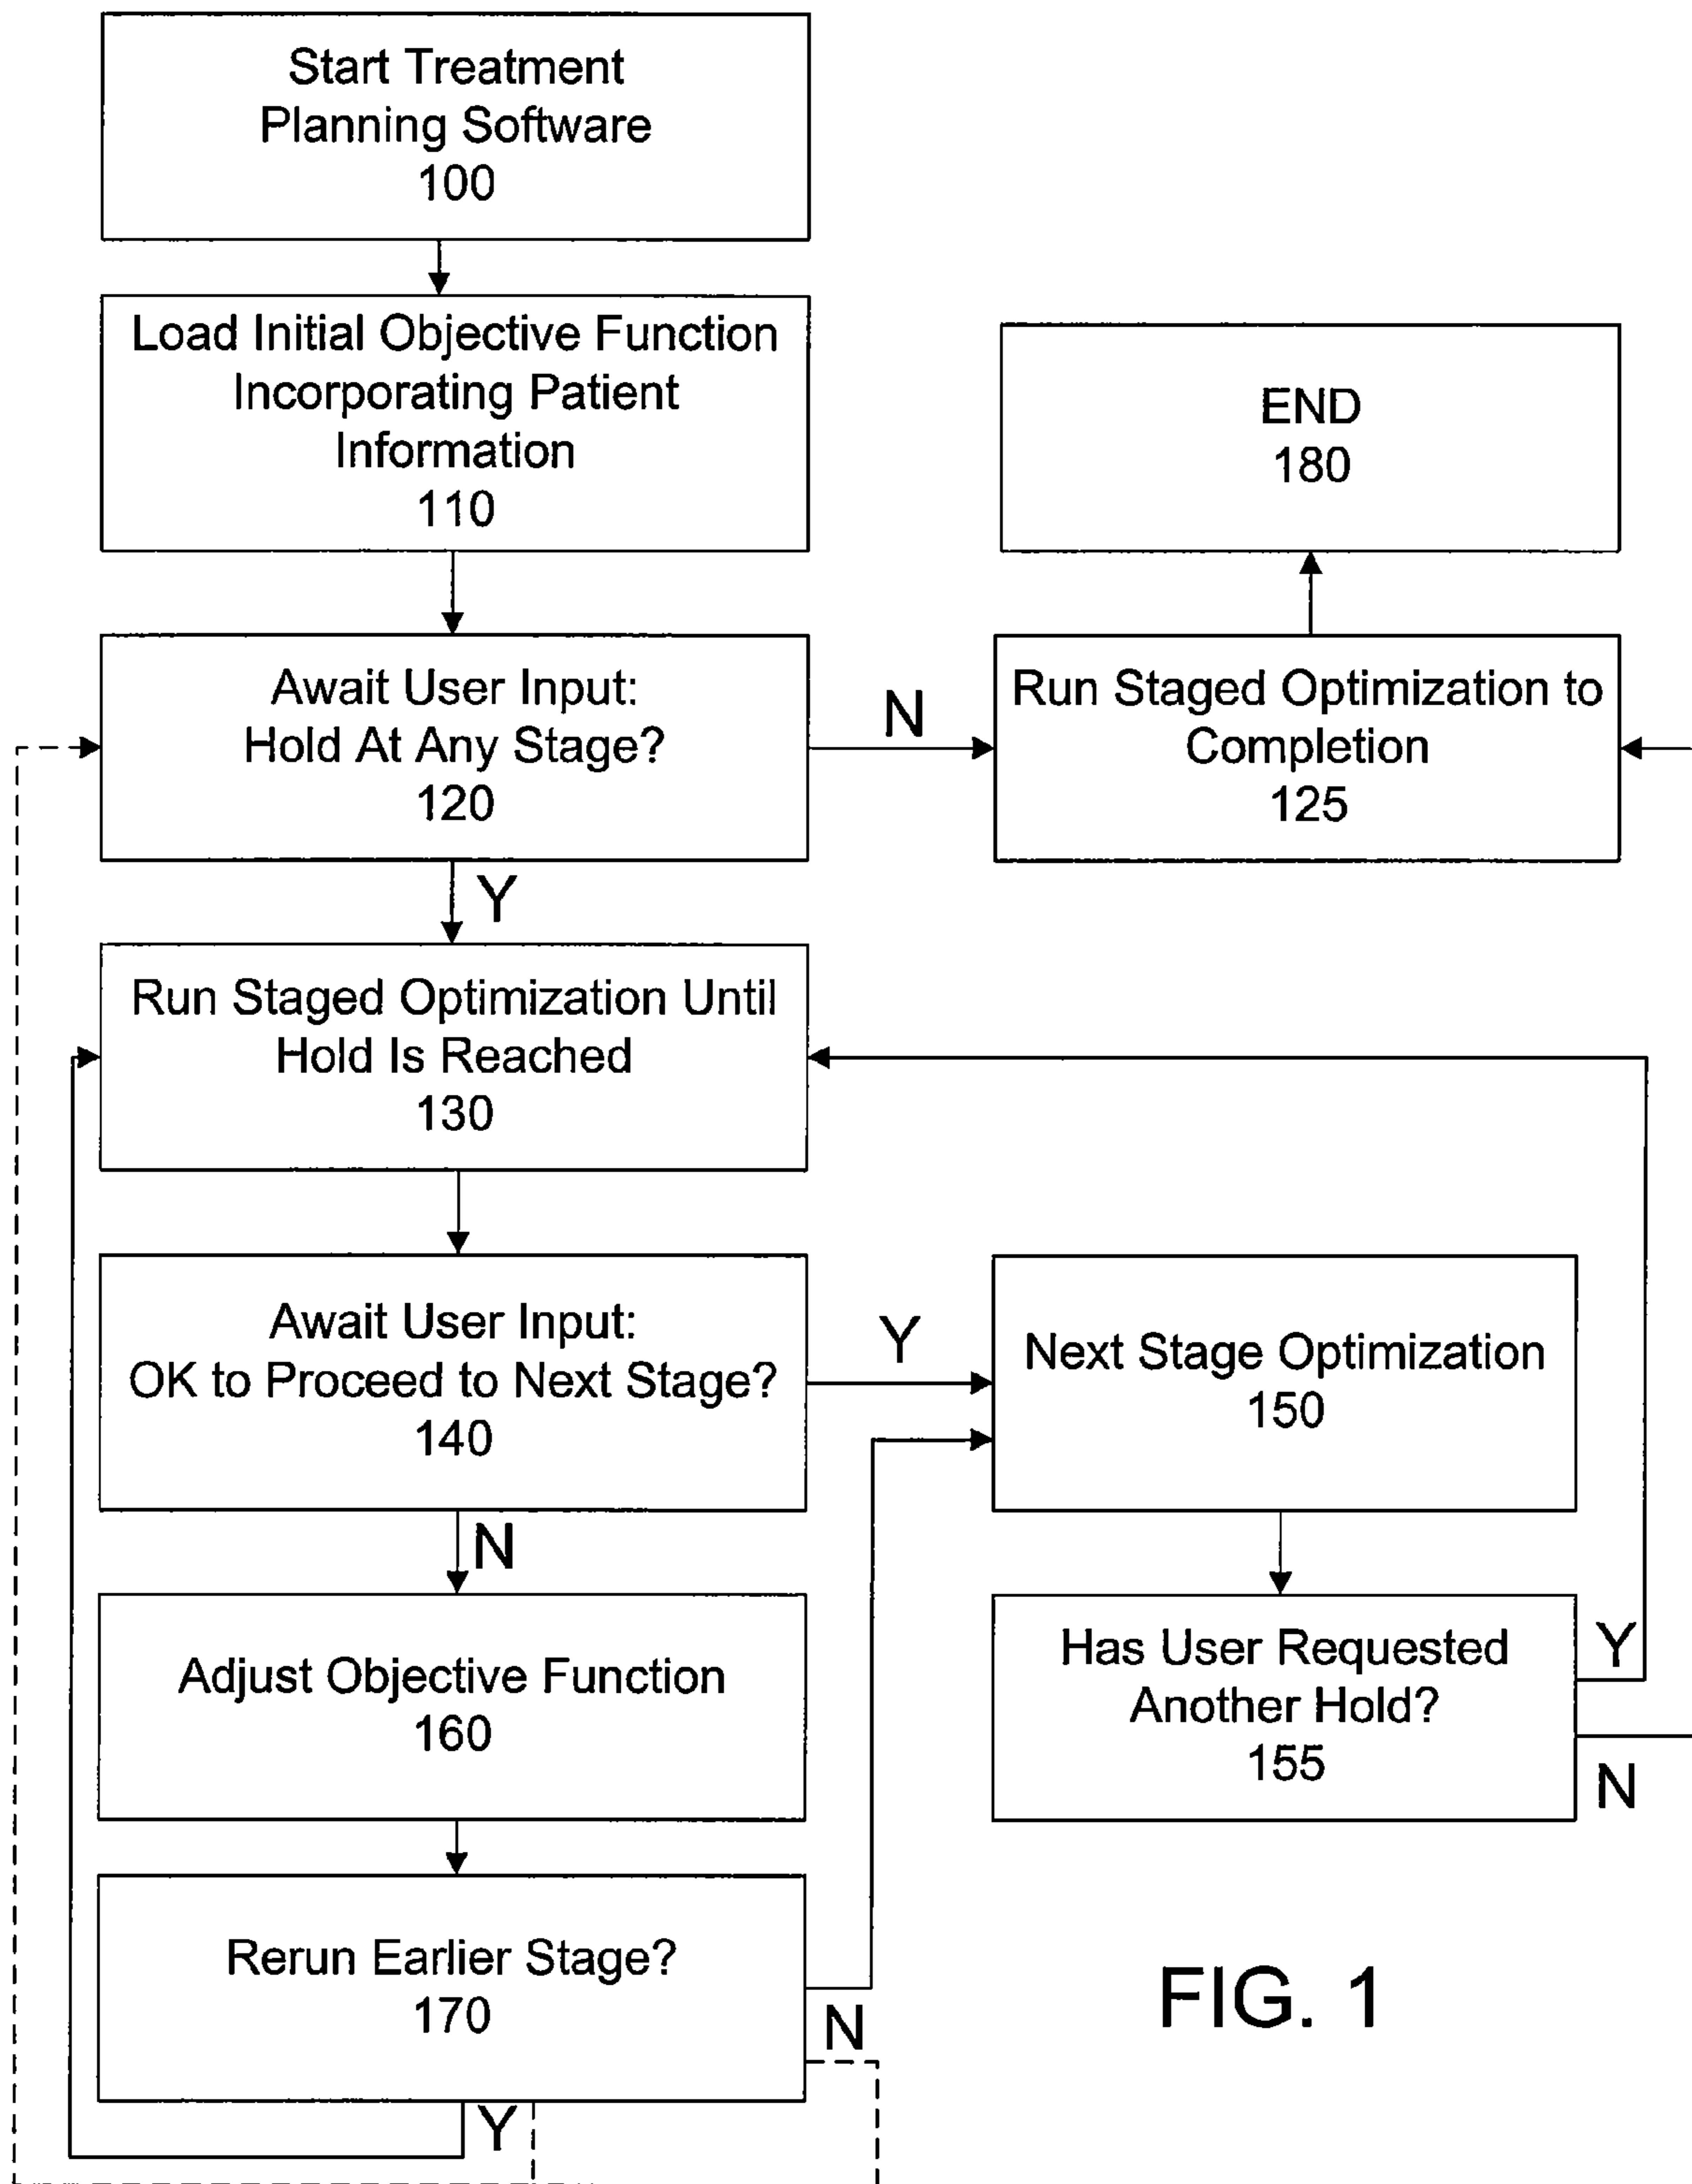 Start Treatment
Planning Software
100
Load Initial Objective Function
Incorporating Patient
Information
110
END
180
Await User Input:
Hold At Any Stage?
120
N
Run Staged Optimization to
Completion
125
Y
Run Staged Optimization Until
Hold Is Reached
130
Await User Input:
OK to Proceed to Next Stage?
140
Y
Next Stage Optimization
150
N
Adjust Objective Function
160
Has User Requested
Another Hold?
155
Y
N
Rerun Earlier Stage?
170
N
Y
FIG. 1